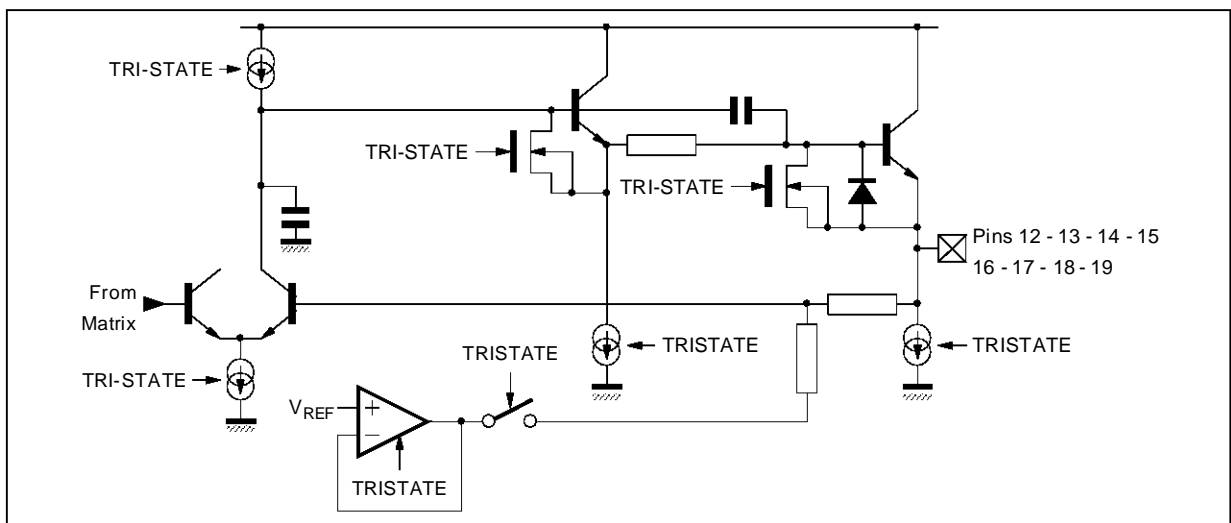 TRI-STATE
TRI-STATE
TRI-STATE
Pins 12 - 13 - 14 - 15
16 - 17 - 18 - 19
From
Matrix
TRI-STATE
TRISTATE
TRISTATE
TRISTATE
VREF
+
−
TRISTATE